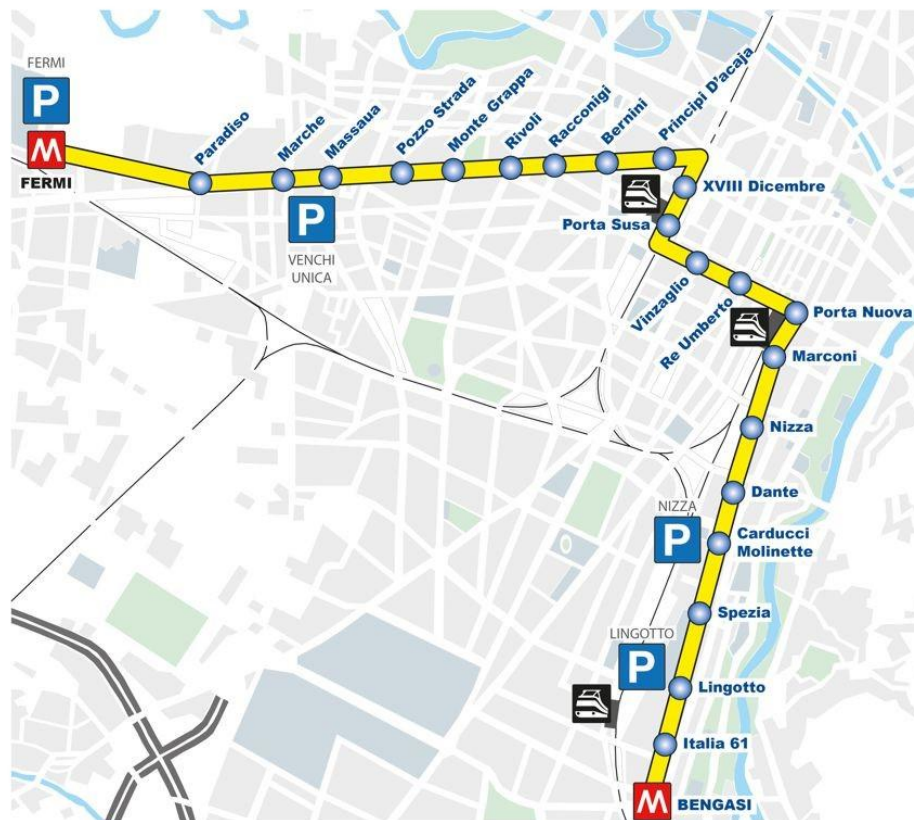 FERMI
P
M
FERMI
Paradiso
Marche
Massaua
Pozzo Strada
Monte Grappa
Rivoli
Racconigi
Bernini
Principi D'acaja
P
VENCHI
UNICA
XVIII Dicembre
Porta Susa
Vinzaglio
Re Umberto
Porta Nuova
Marconi
Nizza
Dante
NIZZA
P
Carducci
Molinette
Spezia
LINGOTTO
P
Lingotto
Italia 61
M
BENGASI